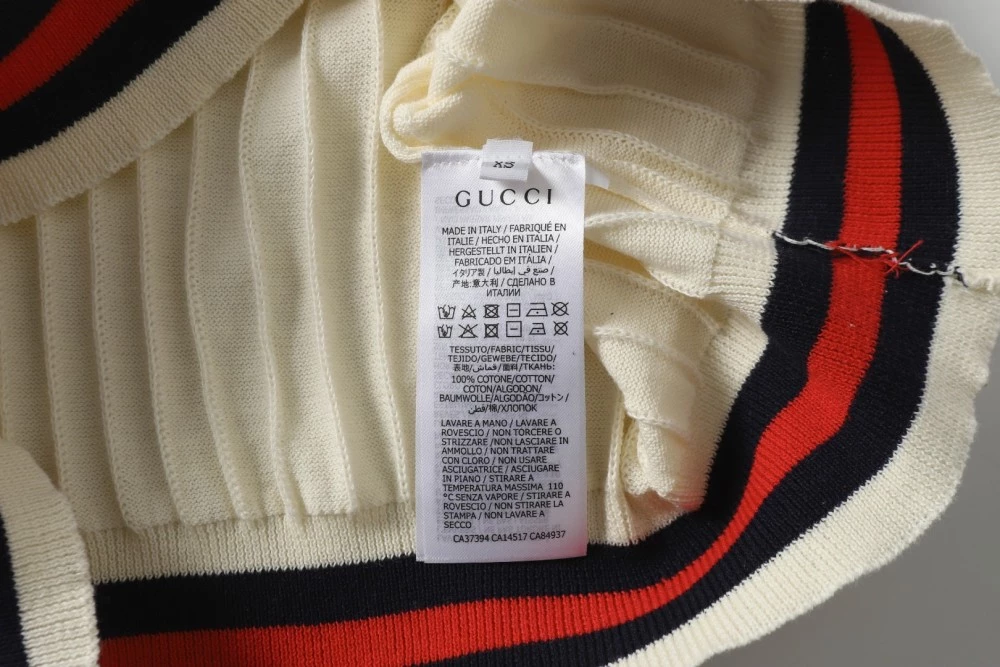 XS
GUCCI
MADE IN ITALY / FABRIQUÉ EN
ITALIE / HECHO EN ITALIA /
HERGESTELLT IN ITALIEN /
FABRICADO EM ITÁLIA /
イタリア製 / صنع في إيطاليا /
产地:意大利 / СДЕЛАНО В
ИТАЛИИ
TESSUTO/FABRIC/TISSU/
TEJIDO/GEWEBE/TECIDO/
表地/قماش/面料/ТКАНЬ:
100% COTONE/COTTON/
COTON/ALGODON/
BAUMWOLLE/ALGODÃO/コットン/
قطن/棉/ХЛОПОК
LAVARE A MANO / LAVARE A
ROVESCIO / NON TORCERE O
STRIZZARE / NON LASCIARE IN
AMMOLLO / NON TRATTARE
CON CLORO / NON USARE
ASCIUGATRICE / ASCIUGARE
IN PIANO / STIRARE A
TEMPERATURA MASSIMA 110
°C SENZA VAPORE / STIRARE A
ROVESCIO / NON STIRARE LA
STAMPA / NON LAVARE A
SECCO
CA37394 CA14517 CA84937